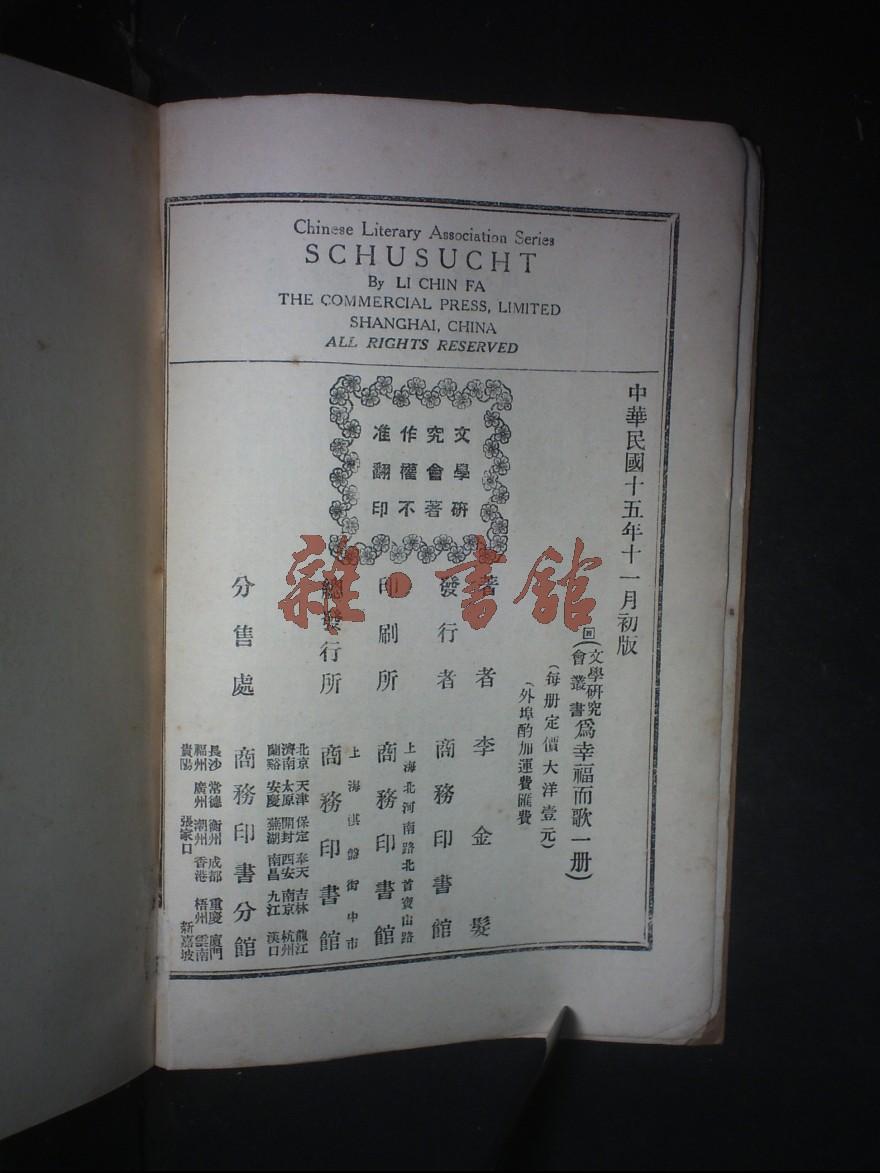 Chinese Literary Association Series
SCHUSUCHT
By LI CHIN FA
THE COMMERCIAL PRESS, LIMITED
SHANGHAI, CHINA
ALL RIGHTS RESERVED
中華民國十五年十一月初版
文學研究
會叢書
為幸福而歌一册
(每册定價大洋壹元)
(外埠酌加運費匯費)
文學研
究會著
作權不
准翻印
著者 李金髮
發行者 商務印書館
上海北河南路北首寶山路
印刷所 商務印書館
上海棋盤街中市
總發行所 商務印書館
北京 天津 保定 奉天 吉林 龍江
濟南 太原 開封 西安 南京 杭州
蘭谿 安慶 蕪湖 南昌 九江 漢口
分售處 商務印書分館
長沙 常德 衡州 成都 重慶 廈門
福州 廣州 潮州 香港 梧州 雲南
貴陽 張家口 新嘉坡
雜·書館